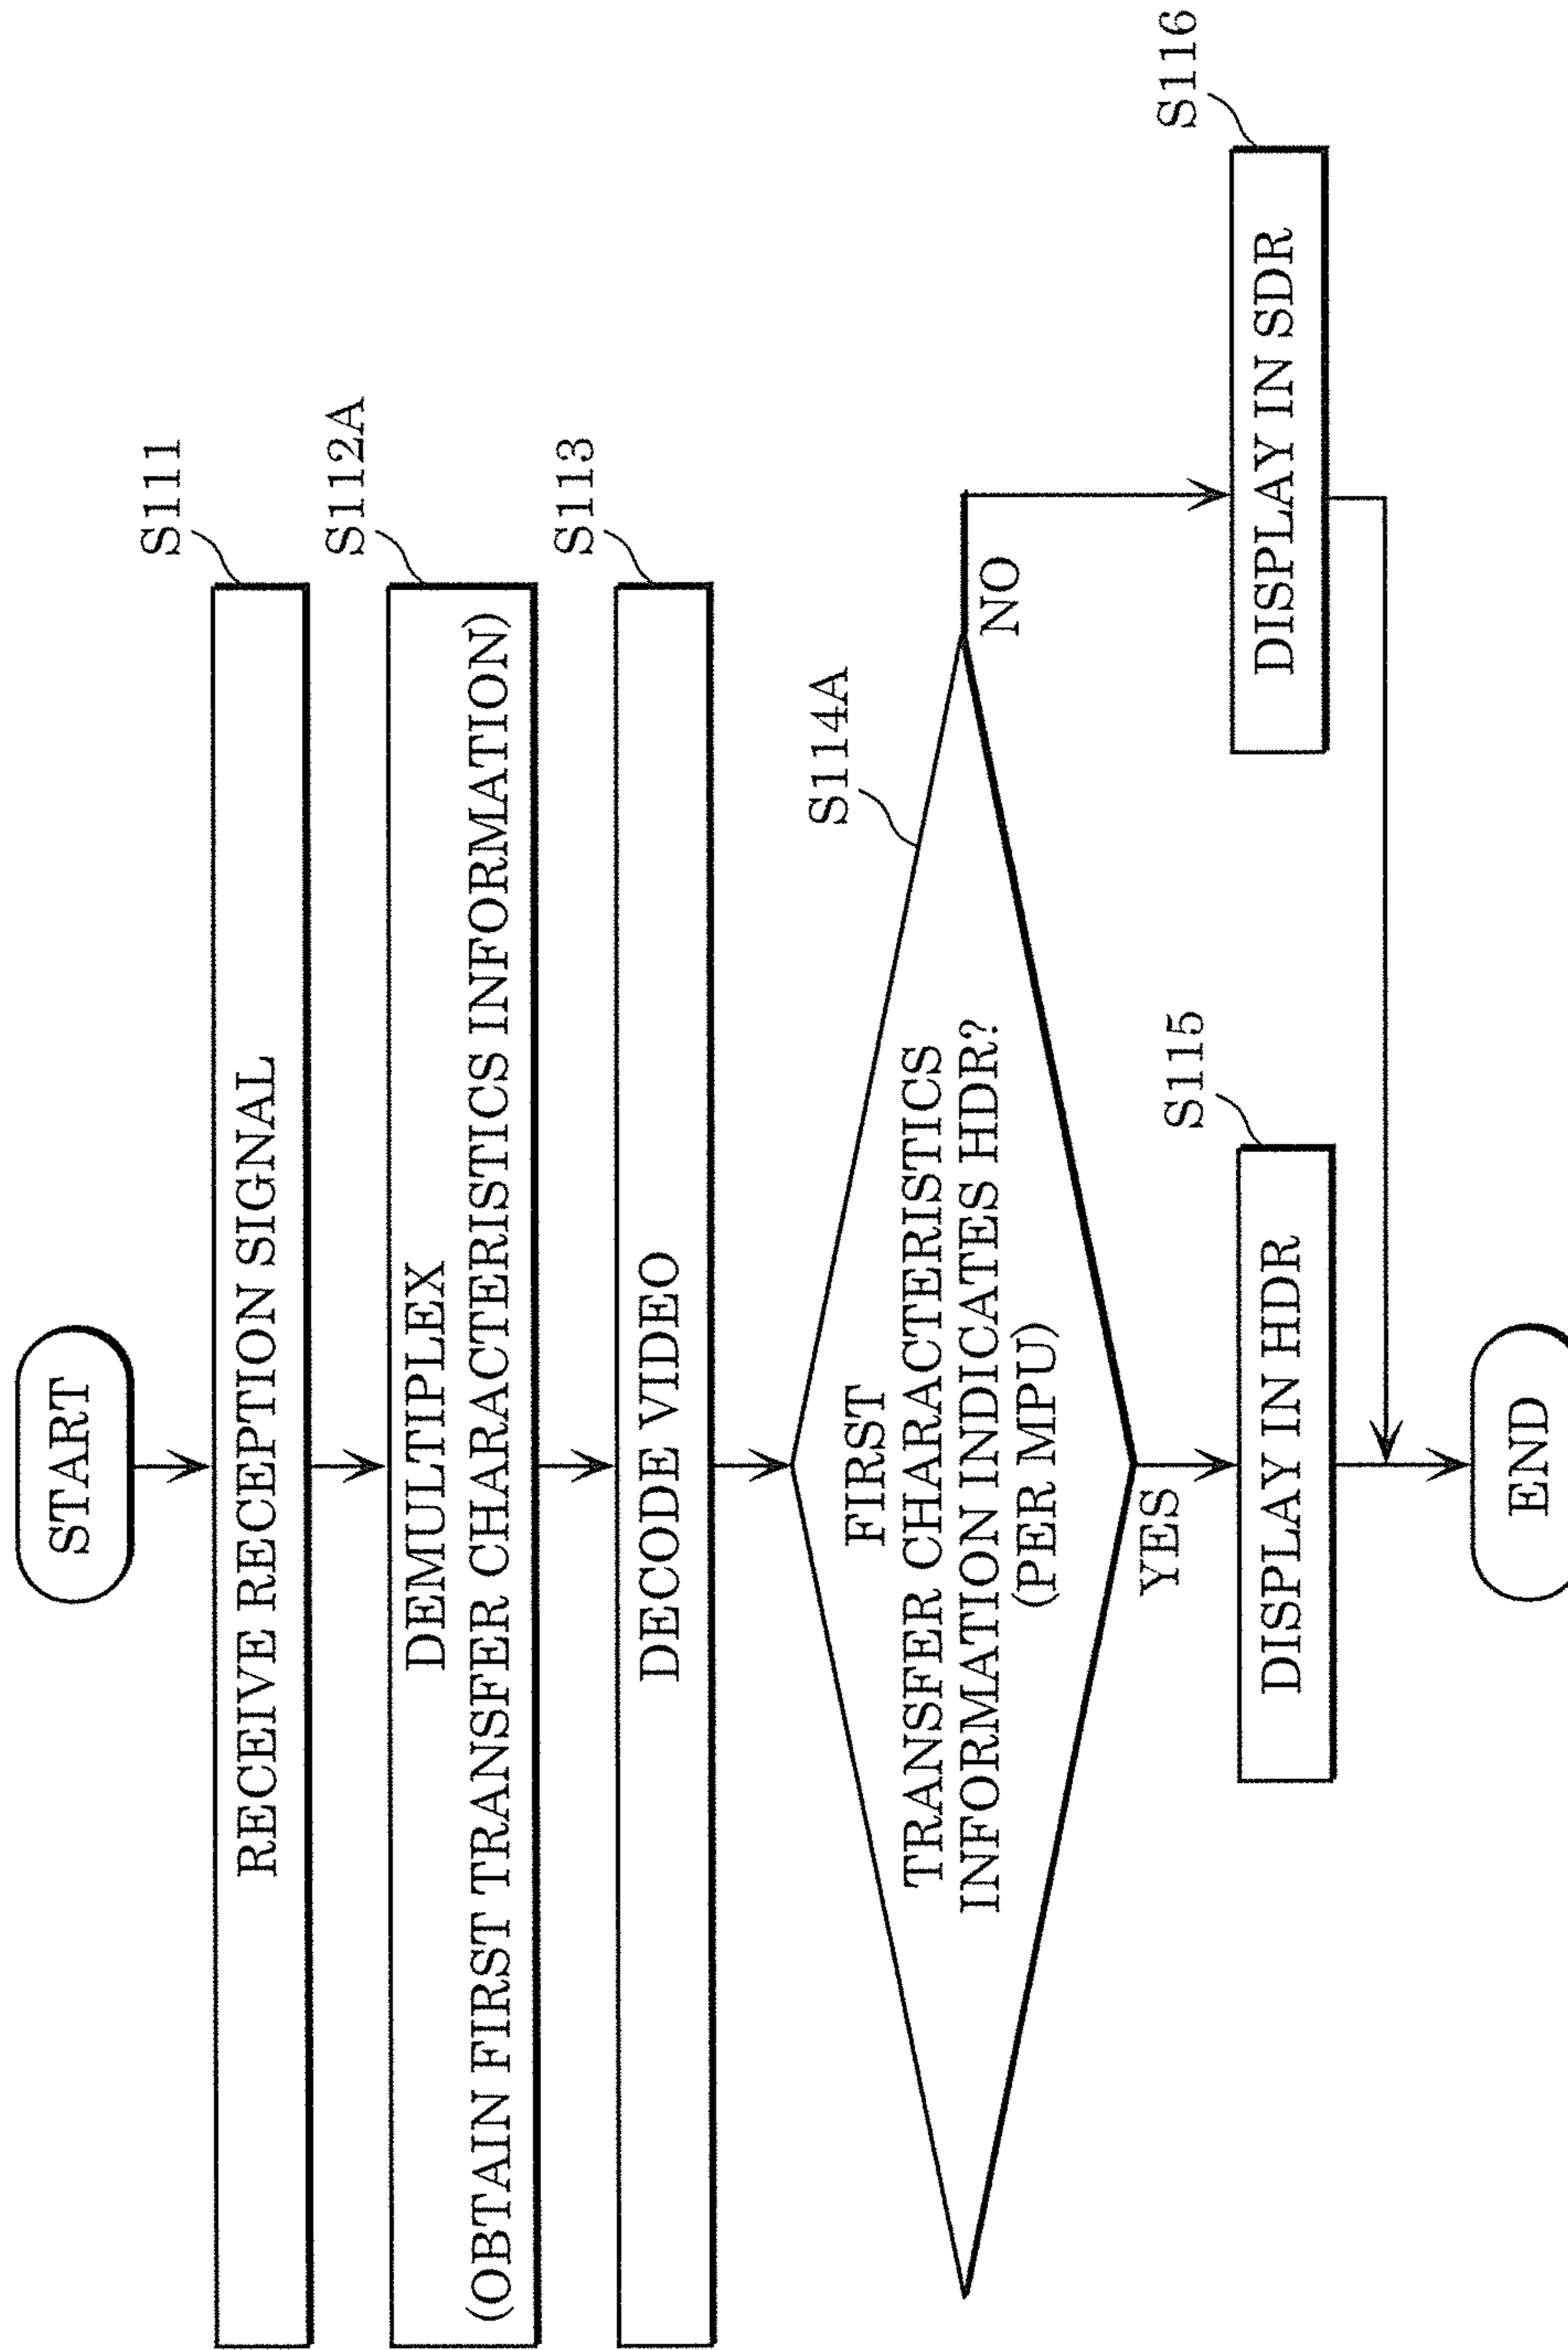 START
S111
RECEIVE RECEPTION SIGNAL
S112A
DEMULTIPLEX
(OBTAIN FIRST TRANSFER CHARACTERISTICS INFORMATION)
S113
DECODE VIDEO
S114A
FIRST
TRANSFER CHARACTERISTICS
INFORMATION INDICATES HDR?
(PER MPU)
NO
YES
S115
DISPLAY IN HDR
S116
DISPLAY IN SDR
END